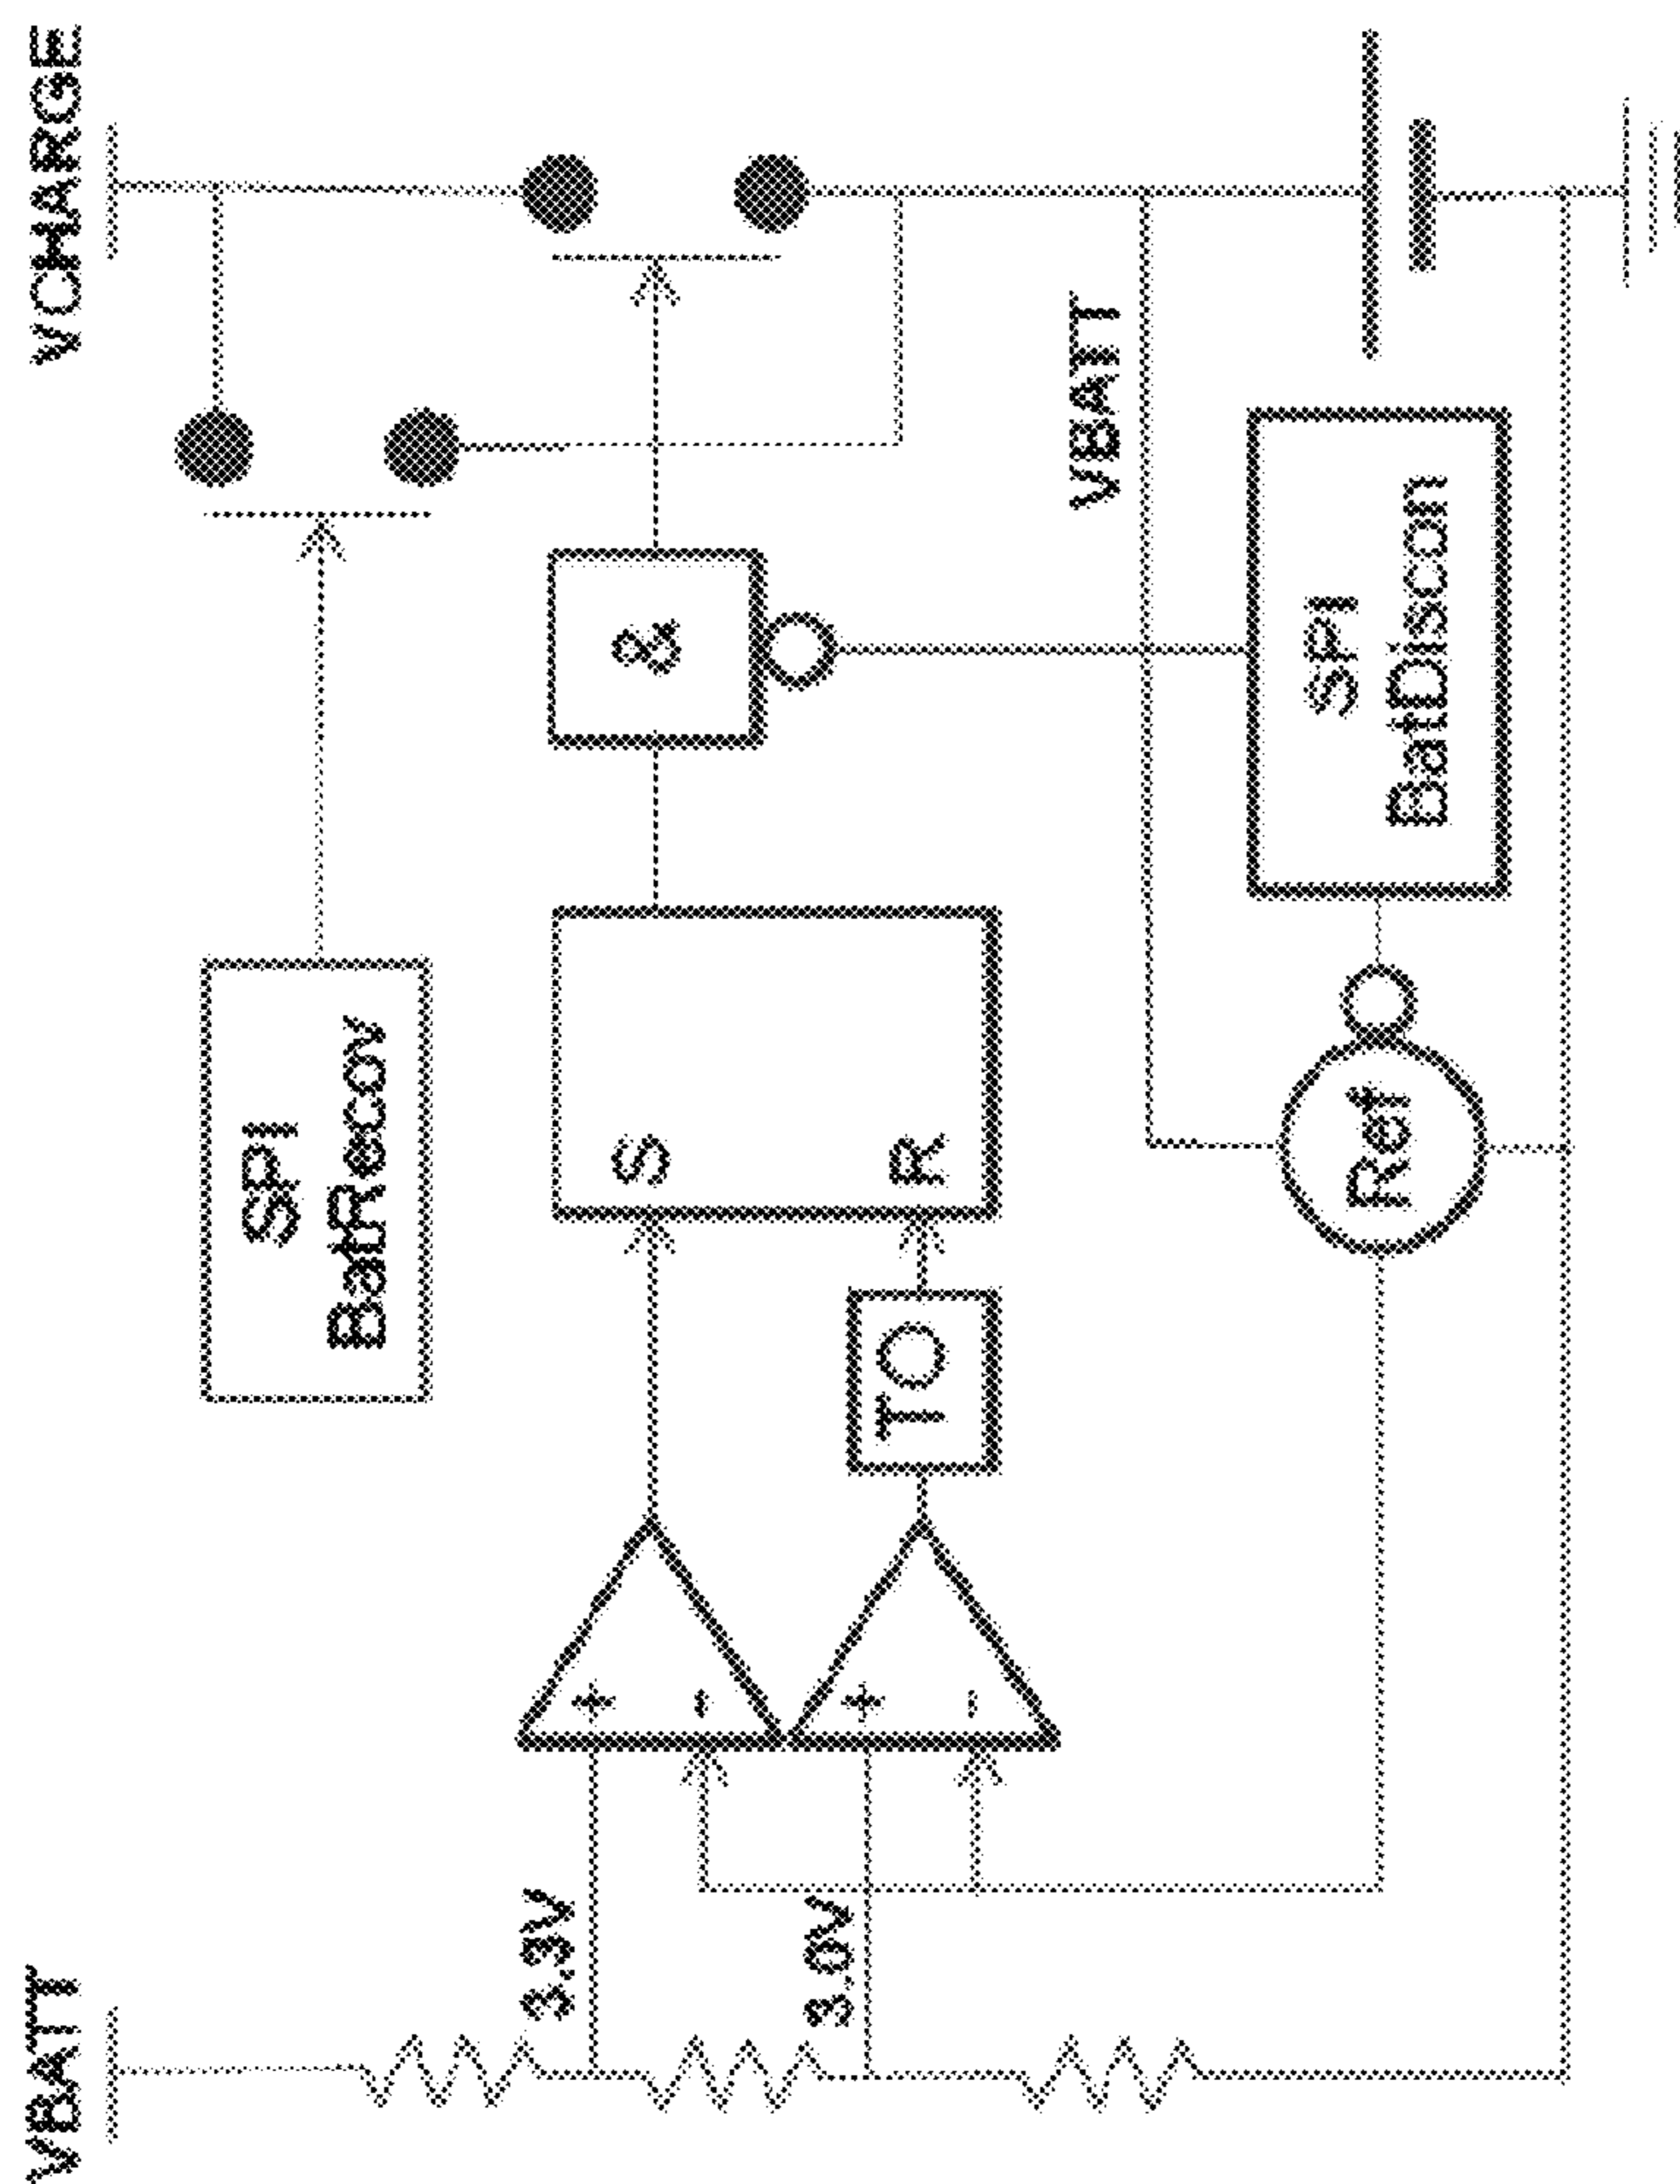 VCHARGE
VBATT
SPI
BatRecov
&
S
R
TO
+
-
+
-
3.3V
3.0V
VBATT
SPI
BatDiscon
Ref